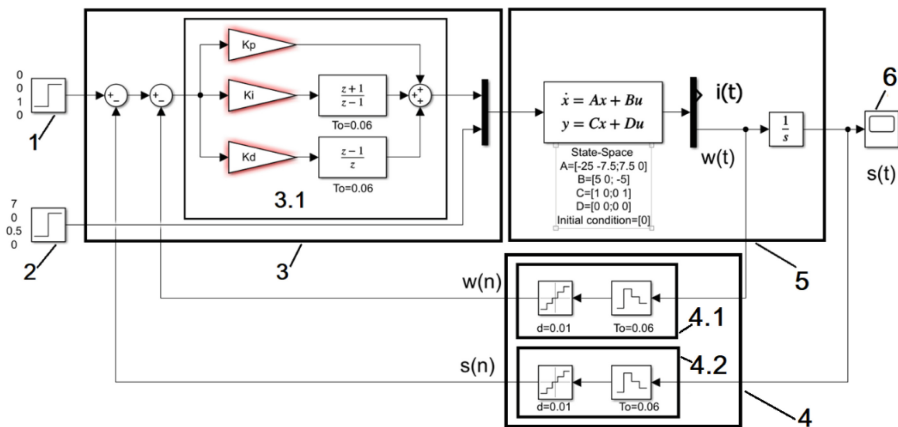 0
0
1
0
1
7
0
0.5
0
2
+
−
+
−
Kp
Ki
Kd
z+1
z−1
To=0.06
z−1
z
To=0.06
+
+
+
3.1
3
ẋ = Ax + Bu
y = Cx + Du
State-Space
A=[-25 -7.5;7.5 0]
B=[5 0; -5]
C=[1 0;0 1]
D=[0 0;0 0]
Initial condition=[0]
i(t)
w(t)
1
s
5
6
s(t)
w(n)
d=0.01
To=0.06
4.1
s(n)
d=0.01
To=0.06
4.2
4